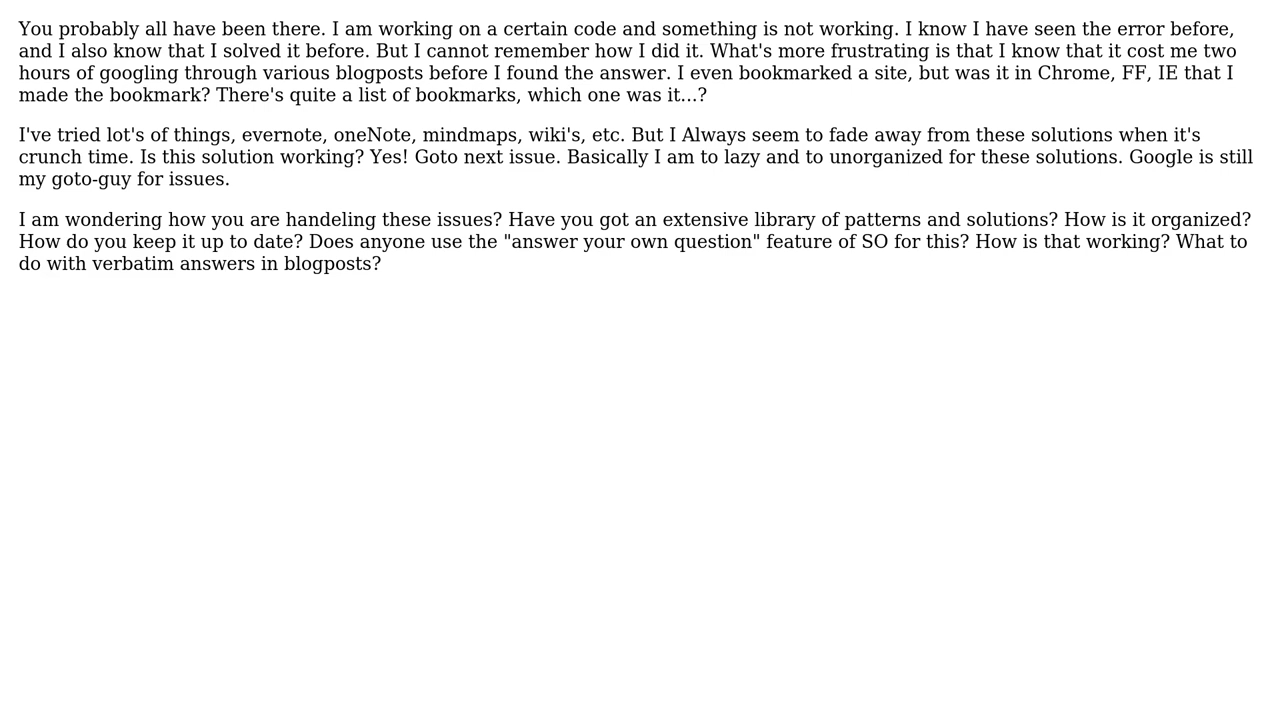 You probably all have been there. I am working on a certain code and something is not working. I know I have seen the error before,
and I also know that I solved it before. But I cannot remember how I did it. What's more frustrating is that I know that it cost me two
hours of googling through various blogposts before I found the answer. I even bookmarked a site, but was it in Chrome, FF, IE that I
made the bookmark? There's quite a list of bookmarks, which one was it...?
I've tried lot's of things, evernote, oneNote, mindmaps, wiki's, etc. But I Always seem to fade away from these solutions when it's
crunch time. Is this solution working? Yes! Goto next issue. Basically I am to lazy and to unorganized for these solutions. Google is still
my goto-guy for issues.
I am wondering how you are handeling these issues? Have you got an extensive library of patterns and solutions? How is it organized?
How do you keep it up to date? Does anyone use the "answer your own question" feature of SO for this? How is that working? What to
do with verbatim answers in blogposts?